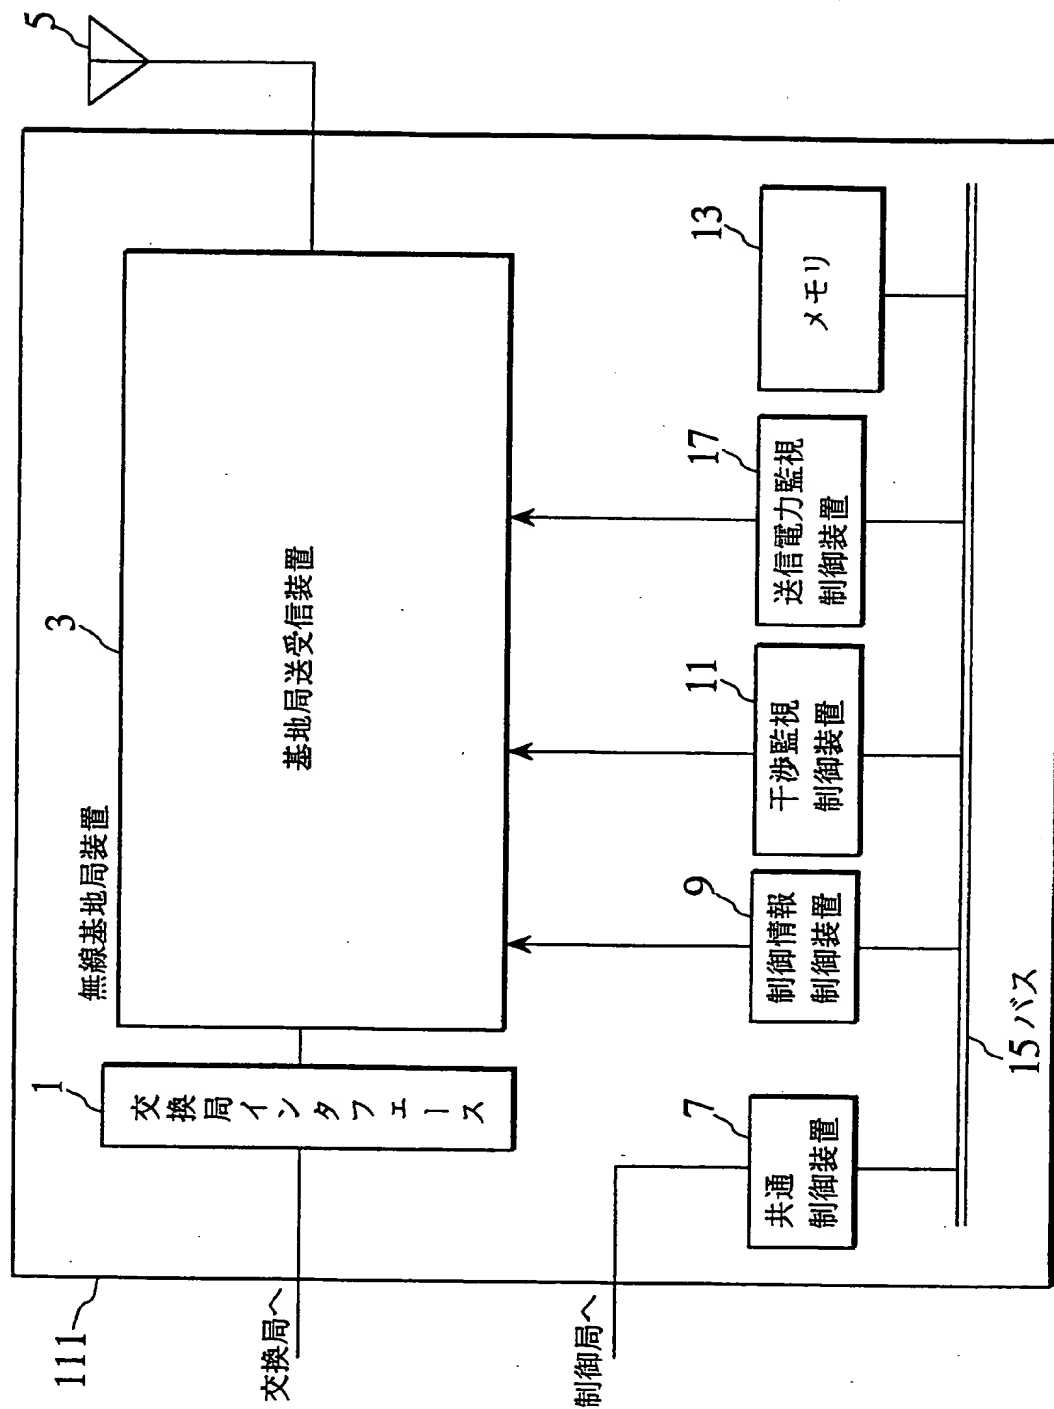 無線基地局装置
111
5
3
基地局送受信装置
1
交換局インタフェース
交換局へ
制御局へ
7
共通
制御装置
9
制御情報
制御装置
11
干渉監視
制御装置
17
送信電力監視
制御装置
13
メモリ
15 バス